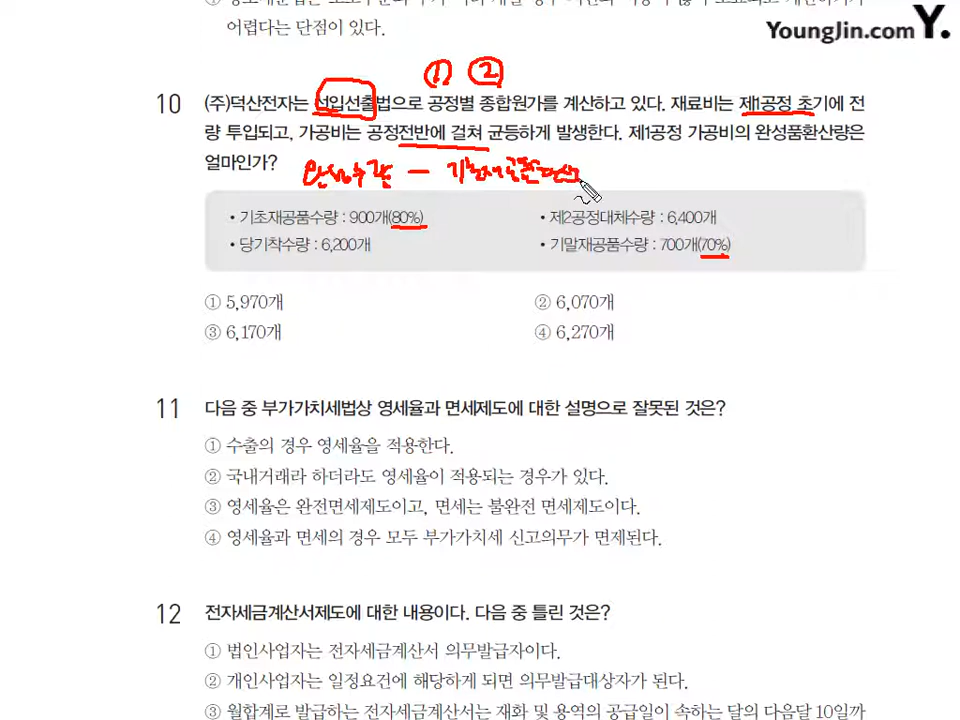 어렵다는 단점이 있다.
YoungJin.com Y.
① ②
10 (주)덕산전자는 선입선출법으로 공정별 종합원가를 계산하고 있다. 재료비는 제1공정 초기에 전
량 투입되고, 가공비는 공정전반에 걸쳐 균등하게 발생한다. 제1공정 가공비의 완성품환산량은
얼마인가?
완성수량 - 기초재공품환산
• 기초재공품수량 : 900개(80%) • 제2공정대체수량 : 6,400개
• 당기착수량 : 6,200개 • 기말재공품수량 : 700개(70%)
① 5,970개 ② 6,070개
③ 6,170개 ④ 6,270개
11 다음 중 부가가치세법상 영세율과 면세제도에 대한 설명으로 잘못된 것은?
① 수출의 경우 영세율을 적용한다.
② 국내거래라 하더라도 영세율이 적용되는 경우가 있다.
③ 영세율은 완전면세제도이고, 면세는 불완전 면세제도이다.
④ 영세율과 면세의 경우 모두 부가가치세 신고의무가 면제된다.
12 전자세금계산서제도에 대한 내용이다. 다음 중 틀린 것은?
① 법인사업자는 전자세금계산서 의무발급자이다.
② 개인사업자는 일정요건에 해당하게 되면 의무발급대상자가 된다.
③ 월합계로 발급하는 전자세금계산서는 재화 및 용역의 공급일이 속하는 달의 다음달 10일까